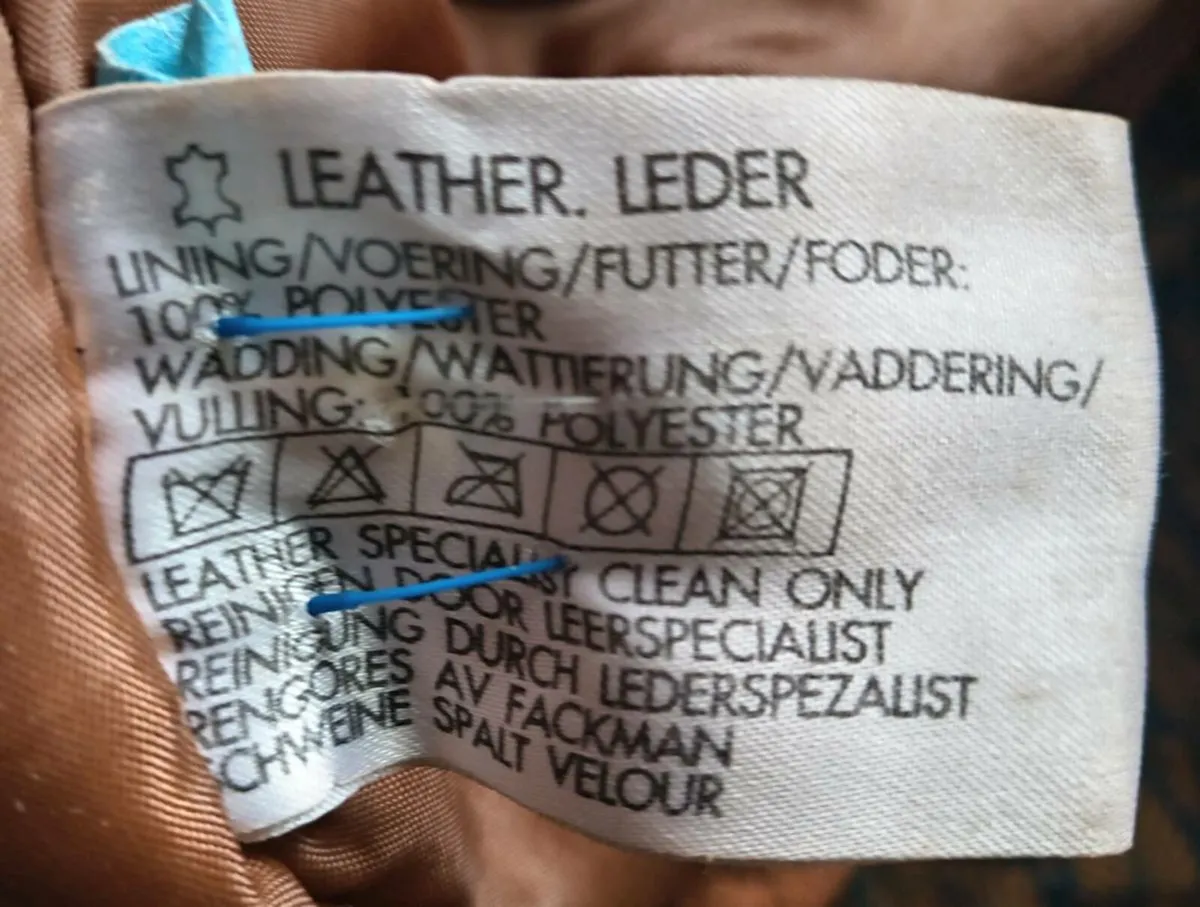 LEATHER. LEDER
LINING/VOERING/FUTTER/FODER:
100% POLYESTER
WADDING/WATTIERUNG/VADDERING/
VULLING: 100% POLYESTER
LEATHER SPECIALIST CLEAN ONLY
REINIGEN DOOR LEERSPECIALIST
REINIGUNG DURCH LEDERSPEZALIST
RENGORES AV FACKMAN
SCHWEINE SPALT VELOUR